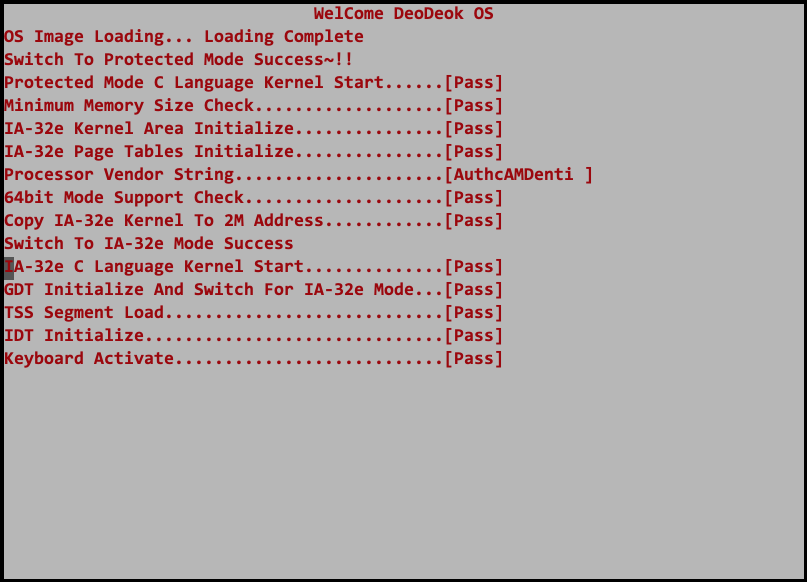 WelCome DeoDeok OS
OS Image Loading... Loading Complete
Switch To Protected Mode Success~!!
Protected Mode C Language Kernel Start......[Pass]
Minimum Memory Size Check...................[Pass]
IA-32e Kernel Area Initialize...............[Pass]
IA-32e Page Tables Initialize...............[Pass]
Processor Vendor String.....................[AuthcAMDenti ]
64bit Mode Support Check....................[Pass]
Copy IA-32e Kernel To 2M Address............[Pass]
Switch To IA-32e Mode Success
IA-32e C Language Kernel Start..............[Pass]
GDT Initialize And Switch For IA-32e Mode...[Pass]
TSS Segment Load............................[Pass]
IDT Initialize..............................[Pass]
Keyboard Activate...........................[Pass]